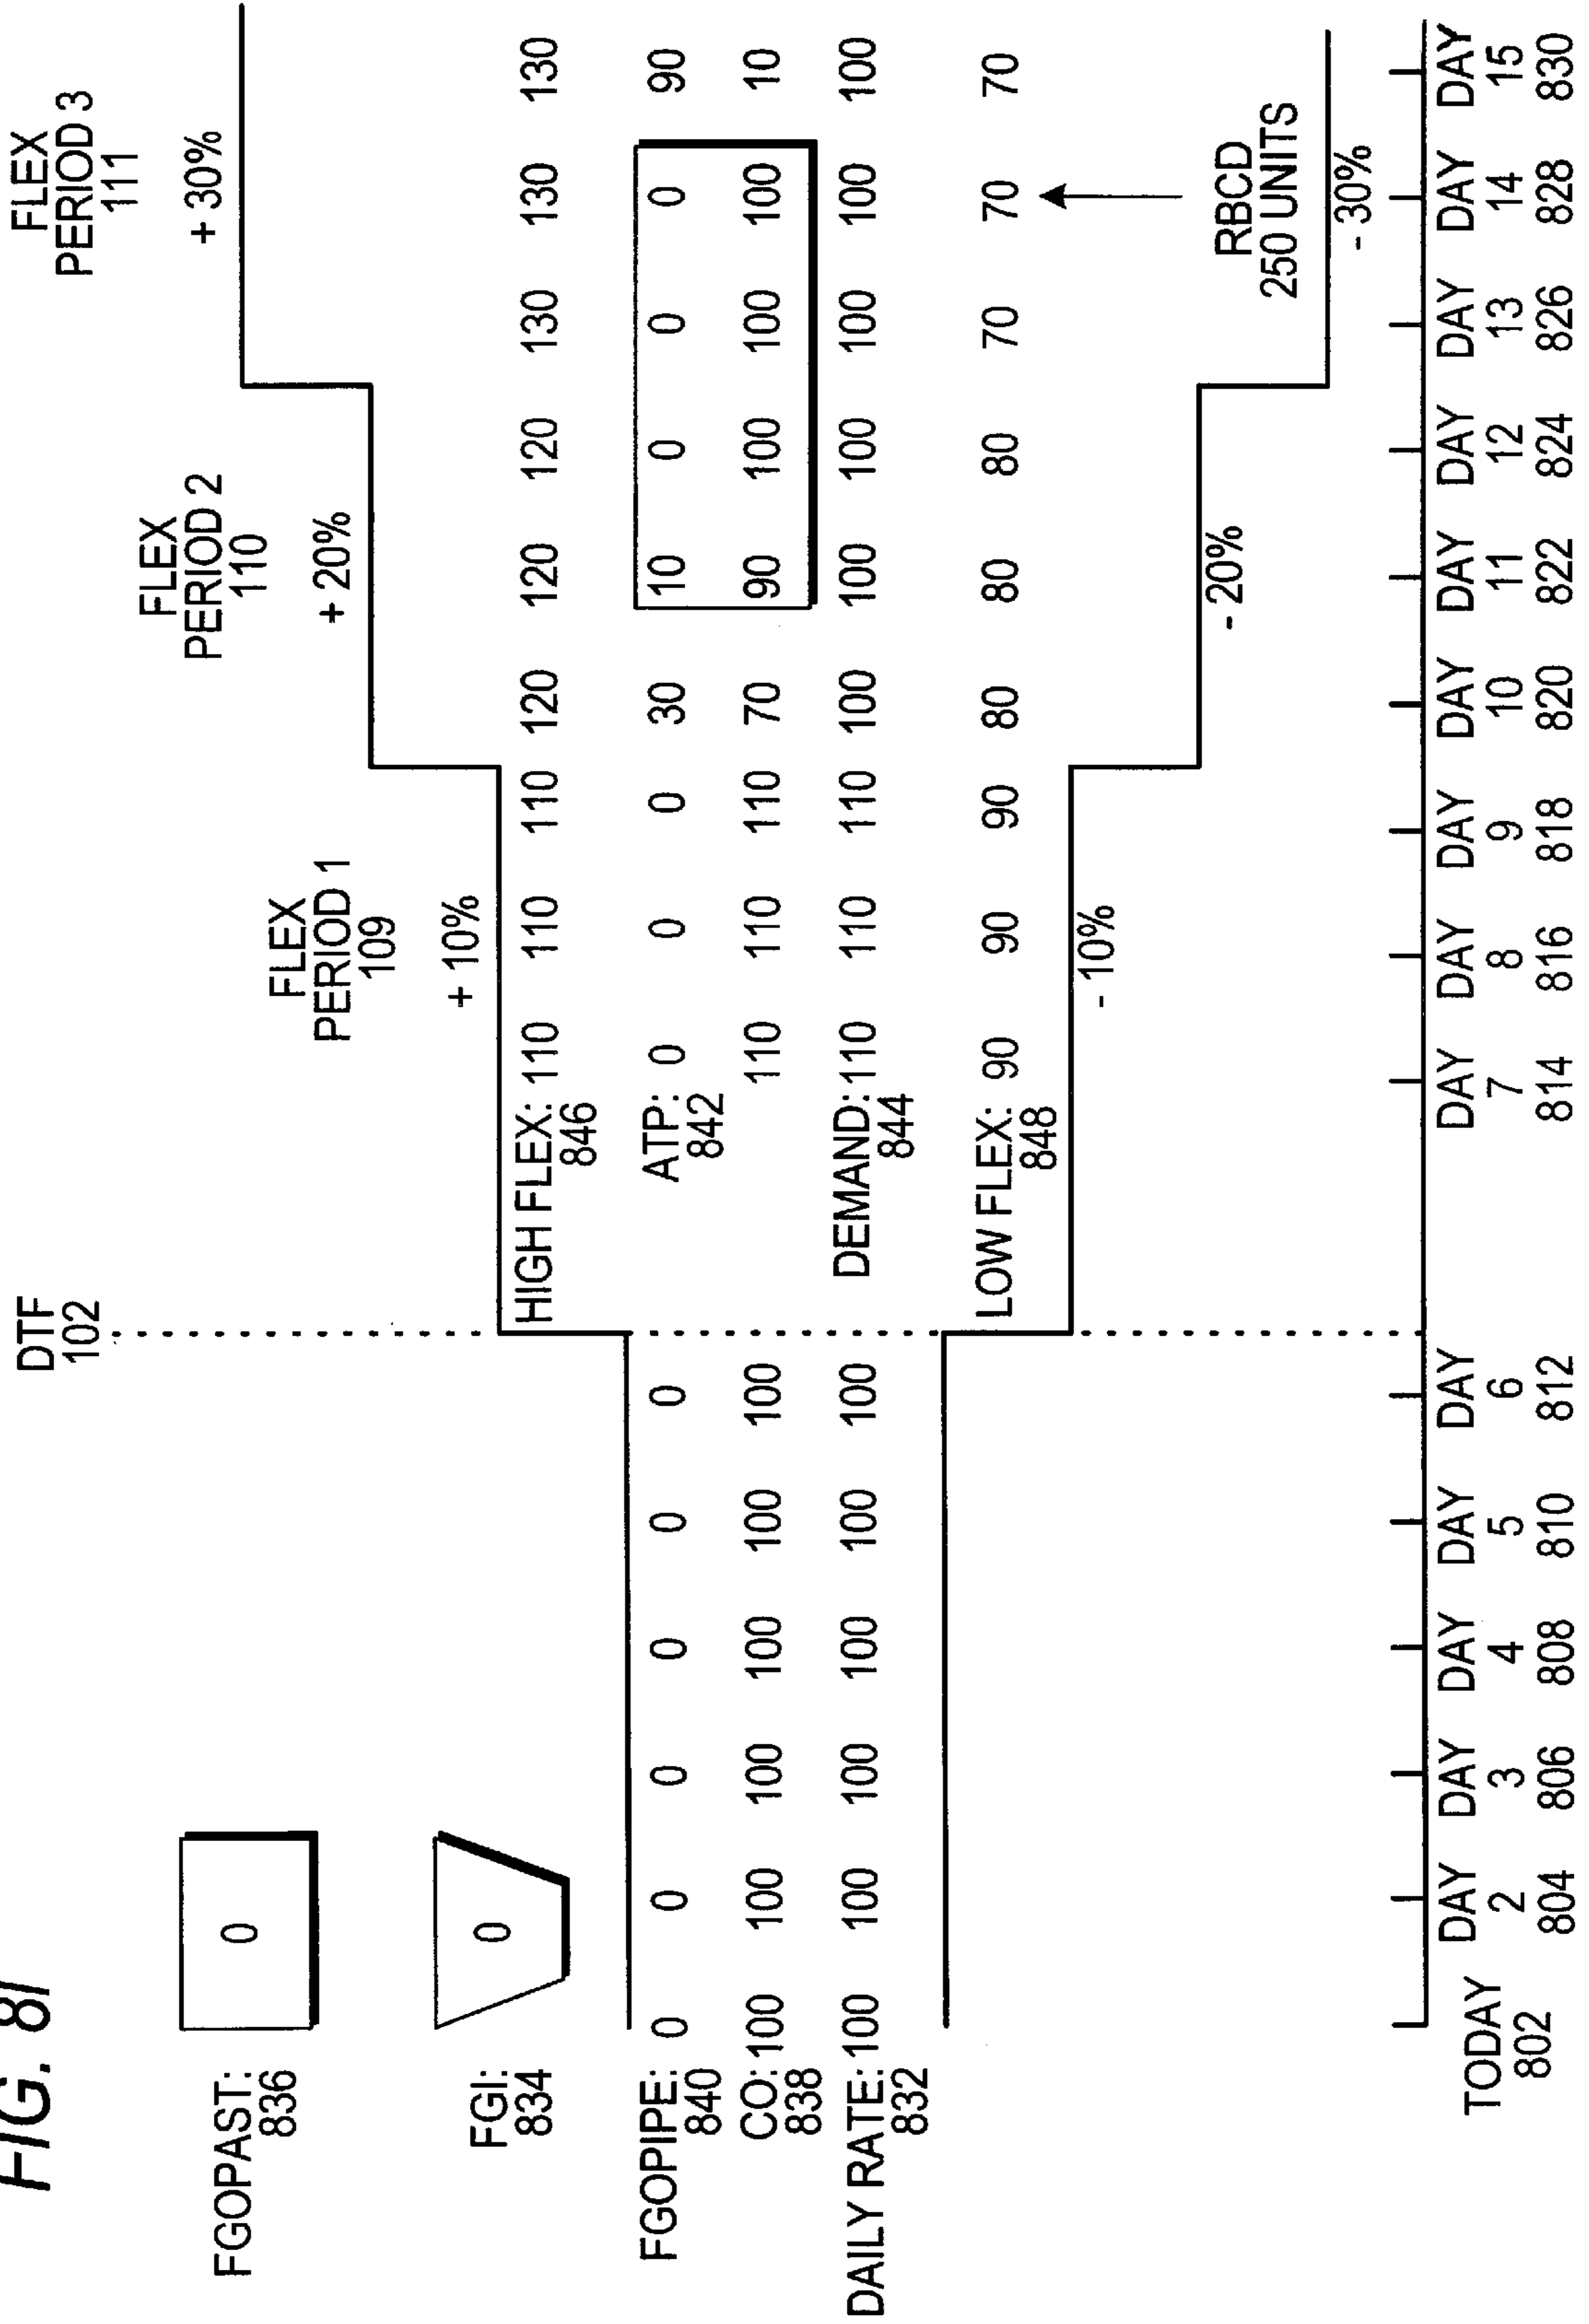 FIG. 8I
DTF
102
FLEX
PERIOD 3
111
+ 30%
FLEX
PERIOD 2
110
+ 20%
FLEX
PERIOD 1
109
+ 10%
FGOPAST:
836
0
FGI:
834
0
HIGH FLEX: 110 110 110 120 120 120 130 130 130
846
FGOPIPE: 0 0 0 0 0 0
840
ATP: 0 0 0 30 10 0 0 0 90
842
CO: 100 100 100 100 100 100 110 110 110 70 90 100 100 100 10
838
DAILY RATE: 100 100 100 100 100 100
832
DEMAND: 110 110 110 100 100 100 100 100 100
844
LOW FLEX: 90 90 90 80 80 80 70 70 70
848
- 10%
- 20%
RBCD
250 UNITS
- 30%
TODAY DAY DAY DAY DAY DAY DAY DAY DAY DAY DAY DAY DAY DAY DAY
2 3 4 5 6 7 8 9 10 11 12 13 14 15
802 804 806 808 810 812 814 816 818 820 822 824 826 828 830